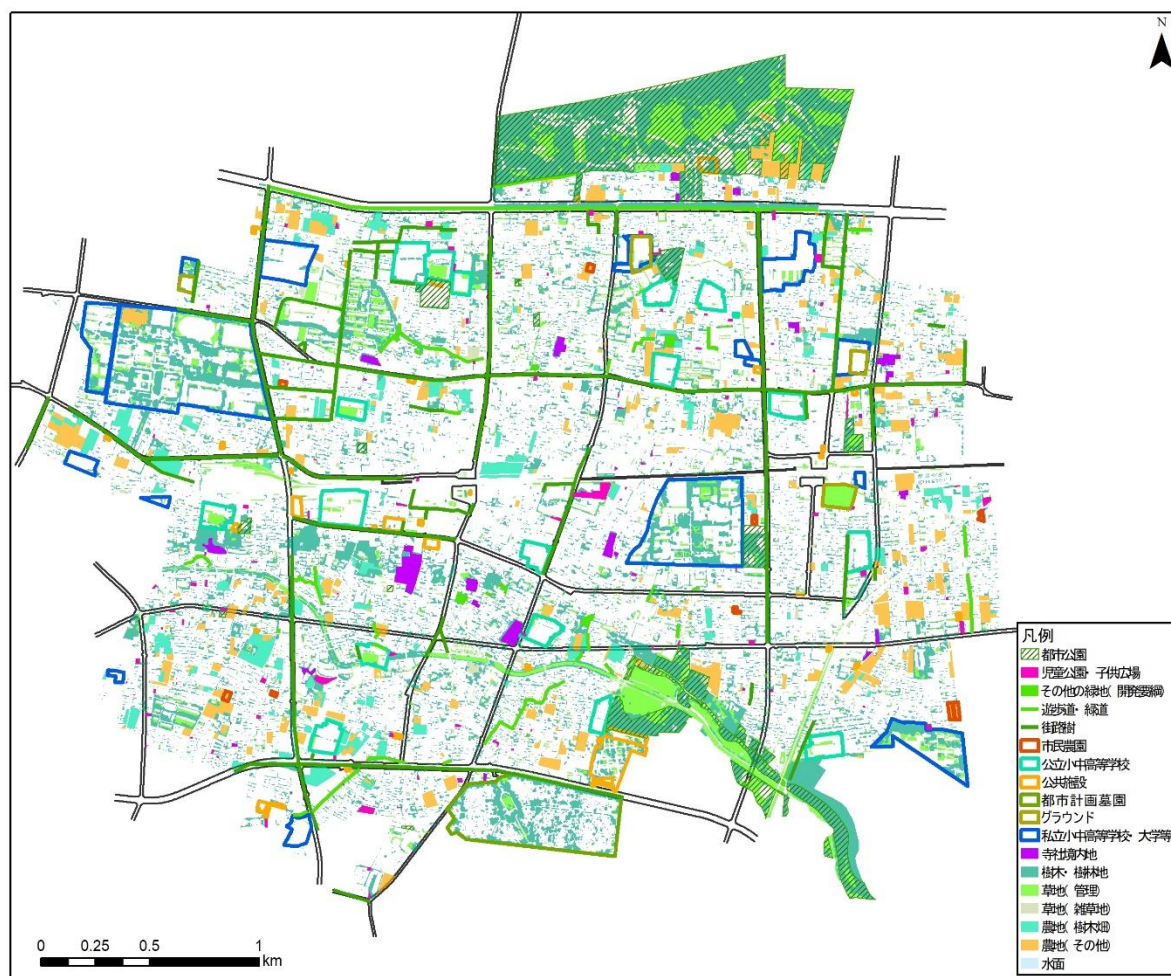 N
凡例
都市公園
児童公園・子供広場
その他の緑地(開発要綱)
遊歩道・緑道
街路樹
市民農園
公立小中高等学校
公共施設
都市計画墓園
グラウンド
私立小中高等学校・大学等
寺社境内地
樹木・樹林地
草地(管理)
草地(雑草地)
農地(樹木畑)
農地(その他)
水面
0 0.25 0.5 1
km